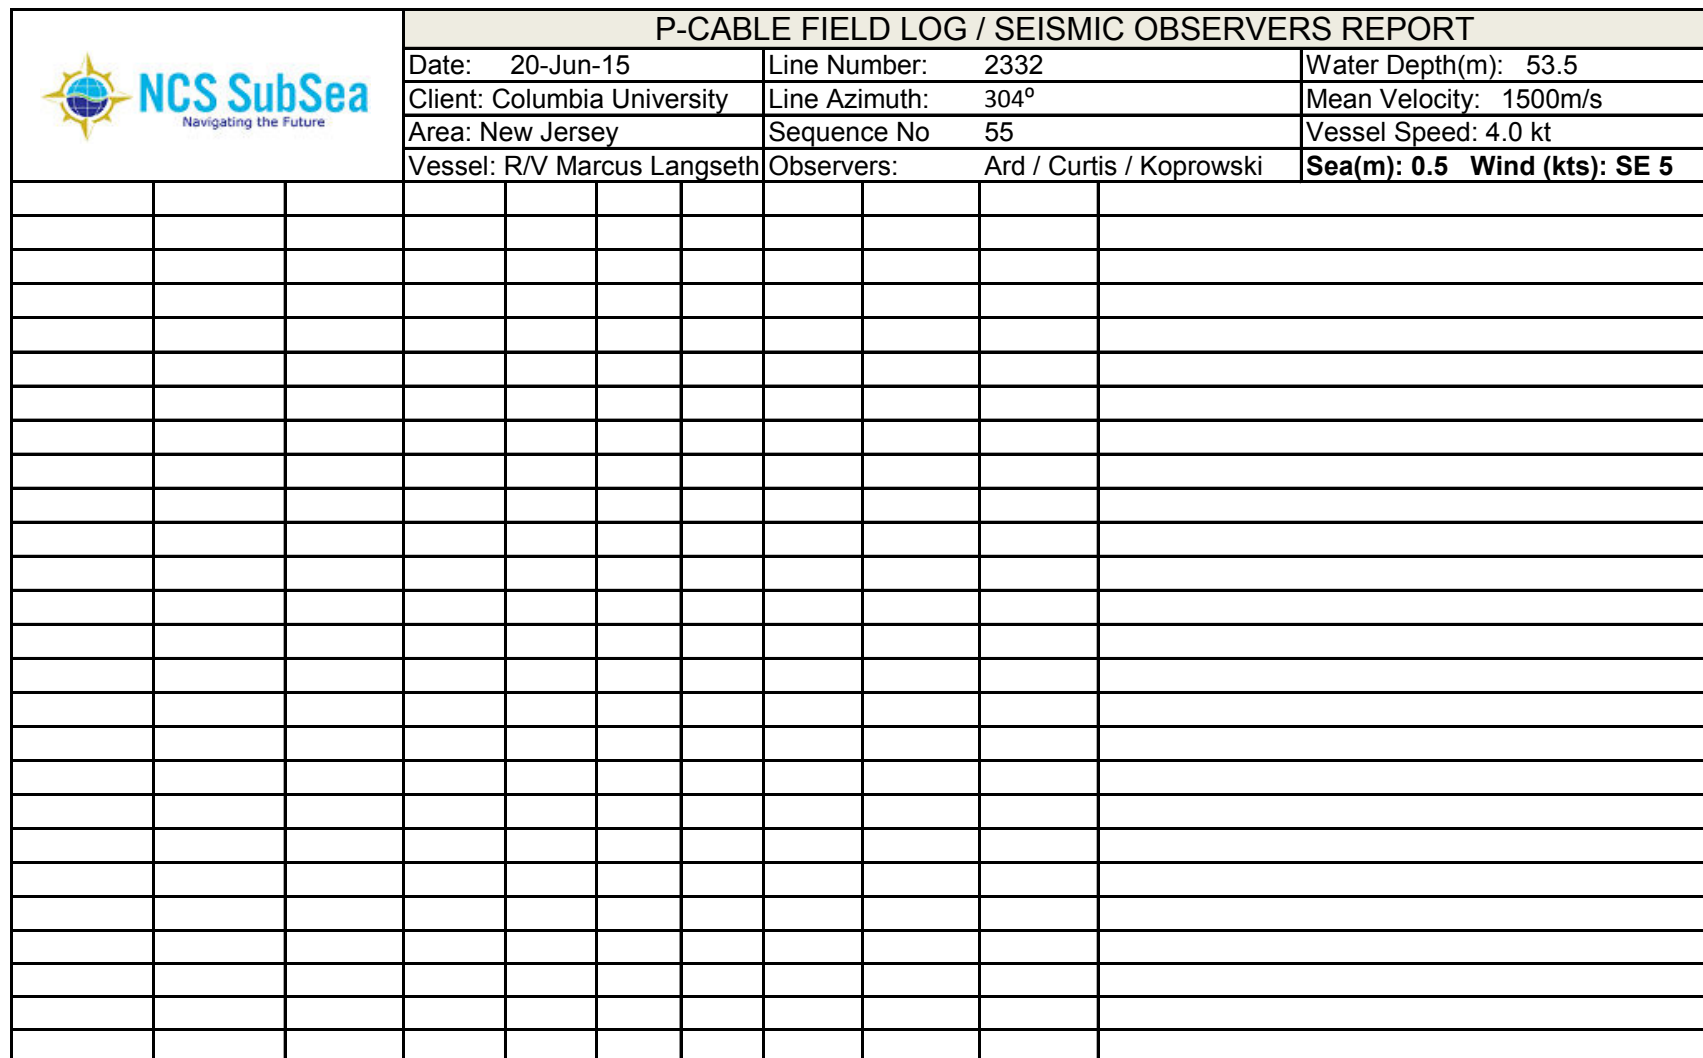 P-CABLE FIELD LOG / SEISMIC OBSERVERS REPORT
NCS SubSea
Navigating the Future
Date: 20-Jun-15 Line Number: 2332 Water Depth(m): 53.5
Client: Columbia University Line Azimuth: 304º Mean Velocity: 1500m/s
Area: New Jersey Sequence No 55 Vessel Speed: 4.0 kt
Vessel: R/V Marcus Langseth Observers: Ard / Curtis / Koprowski Sea(m): 0.5 Wind (kts): SE 5